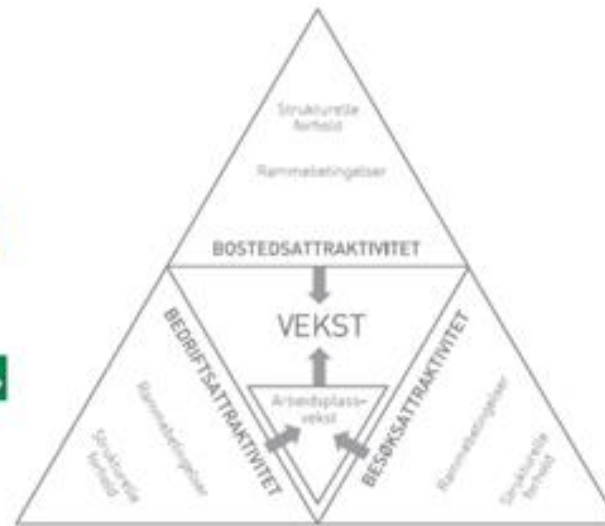 Strukturelle
forhold
Rammebetingelser
BOSTEDSATTRAKTIVITET
VEKST
BEDRIFTSATTRAKTIVITET
BESØKSATTRAKTIVITET
Arbeidsplass-
vekst
Rammebetingelser
Strukturelle
forhold
Rammebetingelser
Strukturelle
forhold